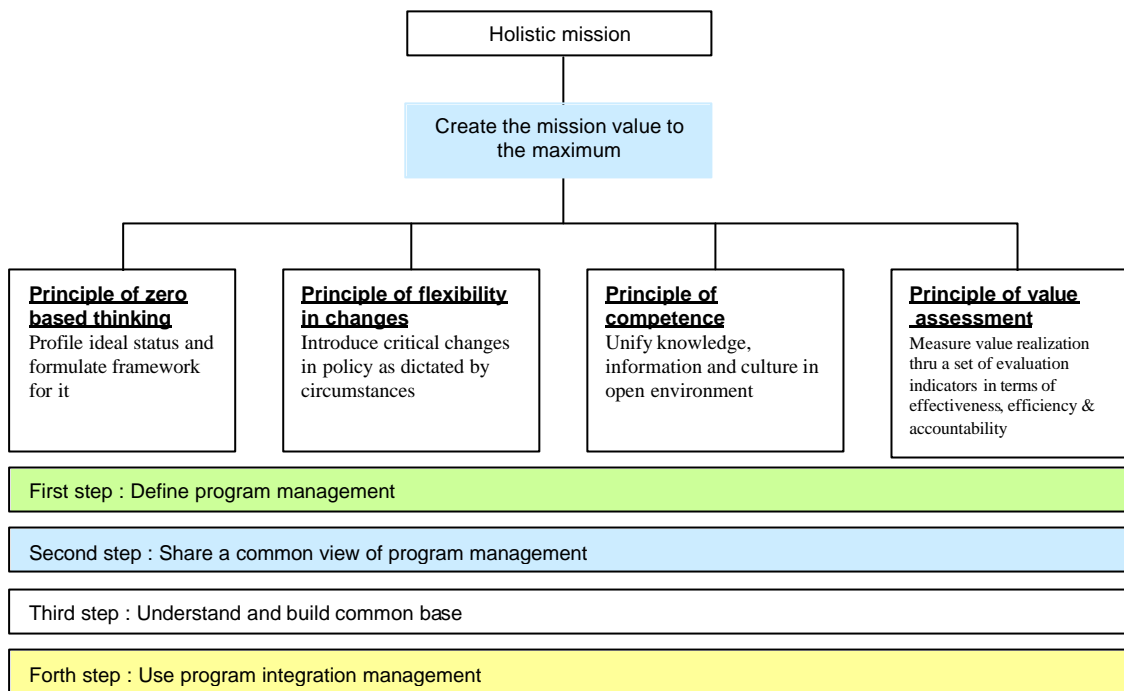 Holistic mission
Create the mission value to
the maximum
Principle of zero
based thinking
Profile ideal status and
formulate framework
for it
Principle of flexibility
in changes
Introduce critical changes
in policy as dictated by
circumstances
Principle of
competence
Unify knowledge,
information and culture in
open environment
Principle of value
assessment
Measure value realization
thru a set of evaluation
indicators in terms of
effectiveness, efficiency &
accountability
First step : Define program management
Second step : Share a common view of program management
Third step : Understand and build common base
Forth step : Use program integration management